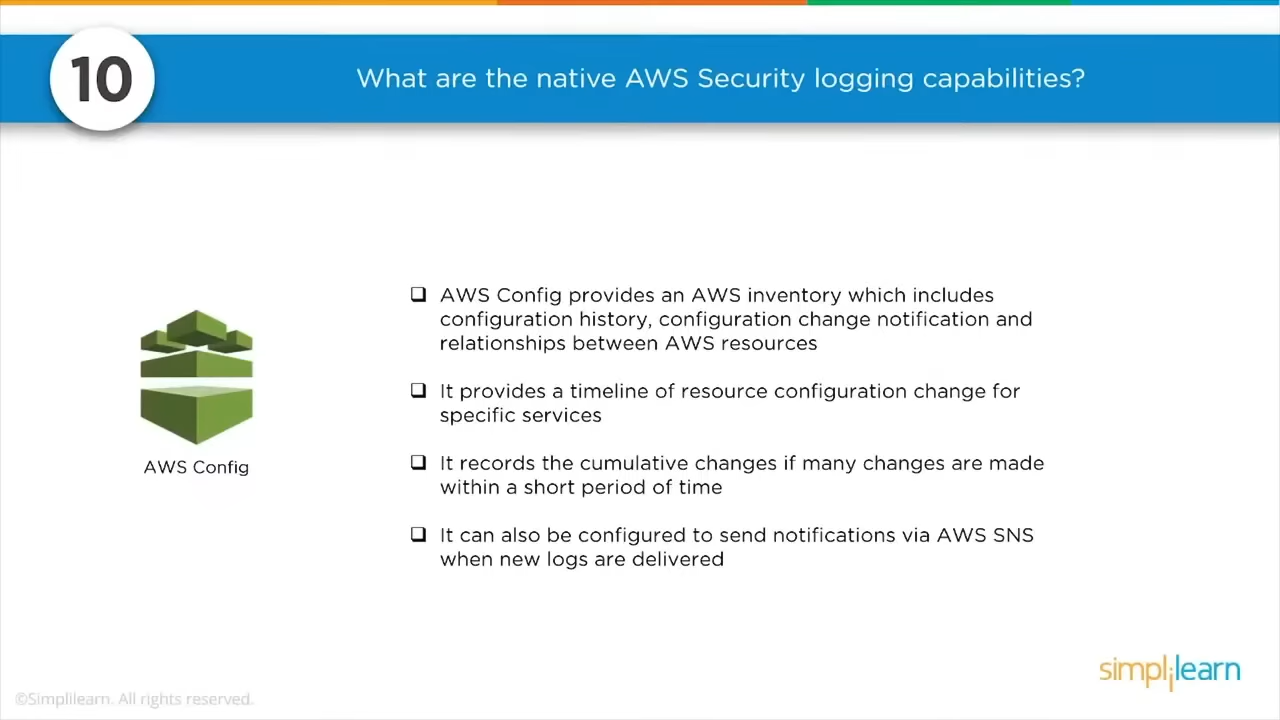 10
What are the native AWS Security logging capabilities?
AWS Config provides an AWS inventory which includes
configuration history, configuration change notification and
relationships between AWS resources
It provides a timeline of resource configuration change for
specific services
It records the cumulative changes if many changes are made
within a short period of time
It can also be configured to send notifications via AWS SNS
when new logs are delivered
AWS Config
simplilearn
©Simplilearn. All rights reserved.